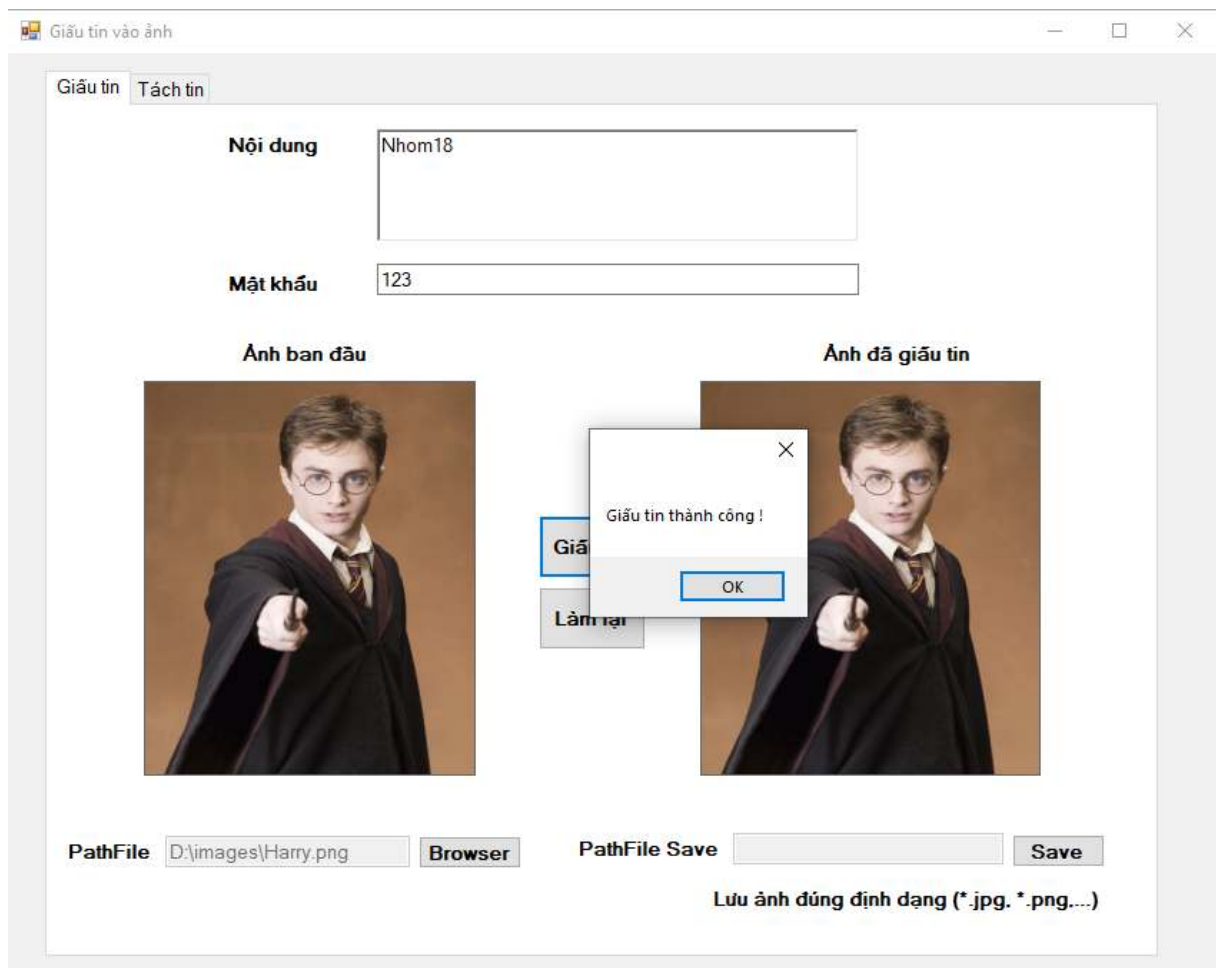 Giấu tin vào ảnh
Giấu tin
Tách tin
Nội dung
Nhom18
Mật khẩu
123
Ảnh ban đầu
Ảnh đã giấu tin
Giấu tin thành công !
OK
Làm lại
PathFile
D:\images\Harry.png
Browser
PathFile Save
Save
Lưu ảnh đúng định dạng (*.jpg, *.png,...)